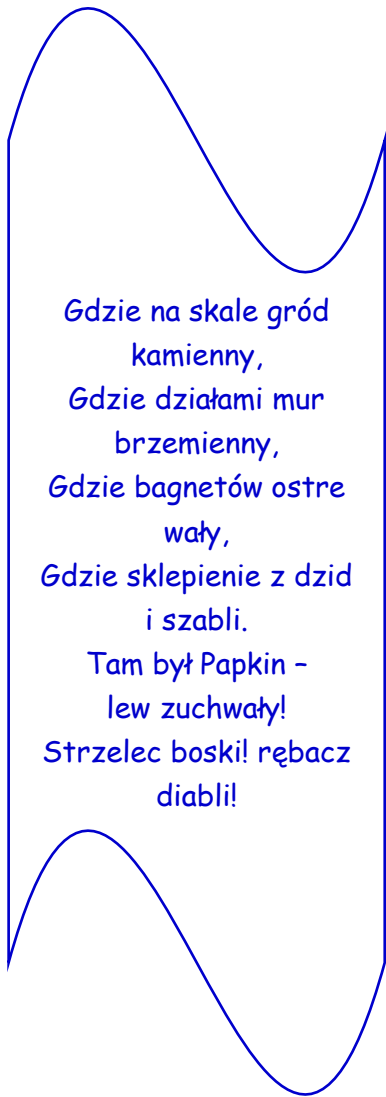 Gdzie na skale gród
kamienny,
Gdzie działami mur
brzemienny,
Gdzie bagnetów ostre
wały,
Gdzie sklepienie z dzid
i szabli.
Tam był Papkin –
lew zuchwały!
Strzelec boski! rębacz
diabli!